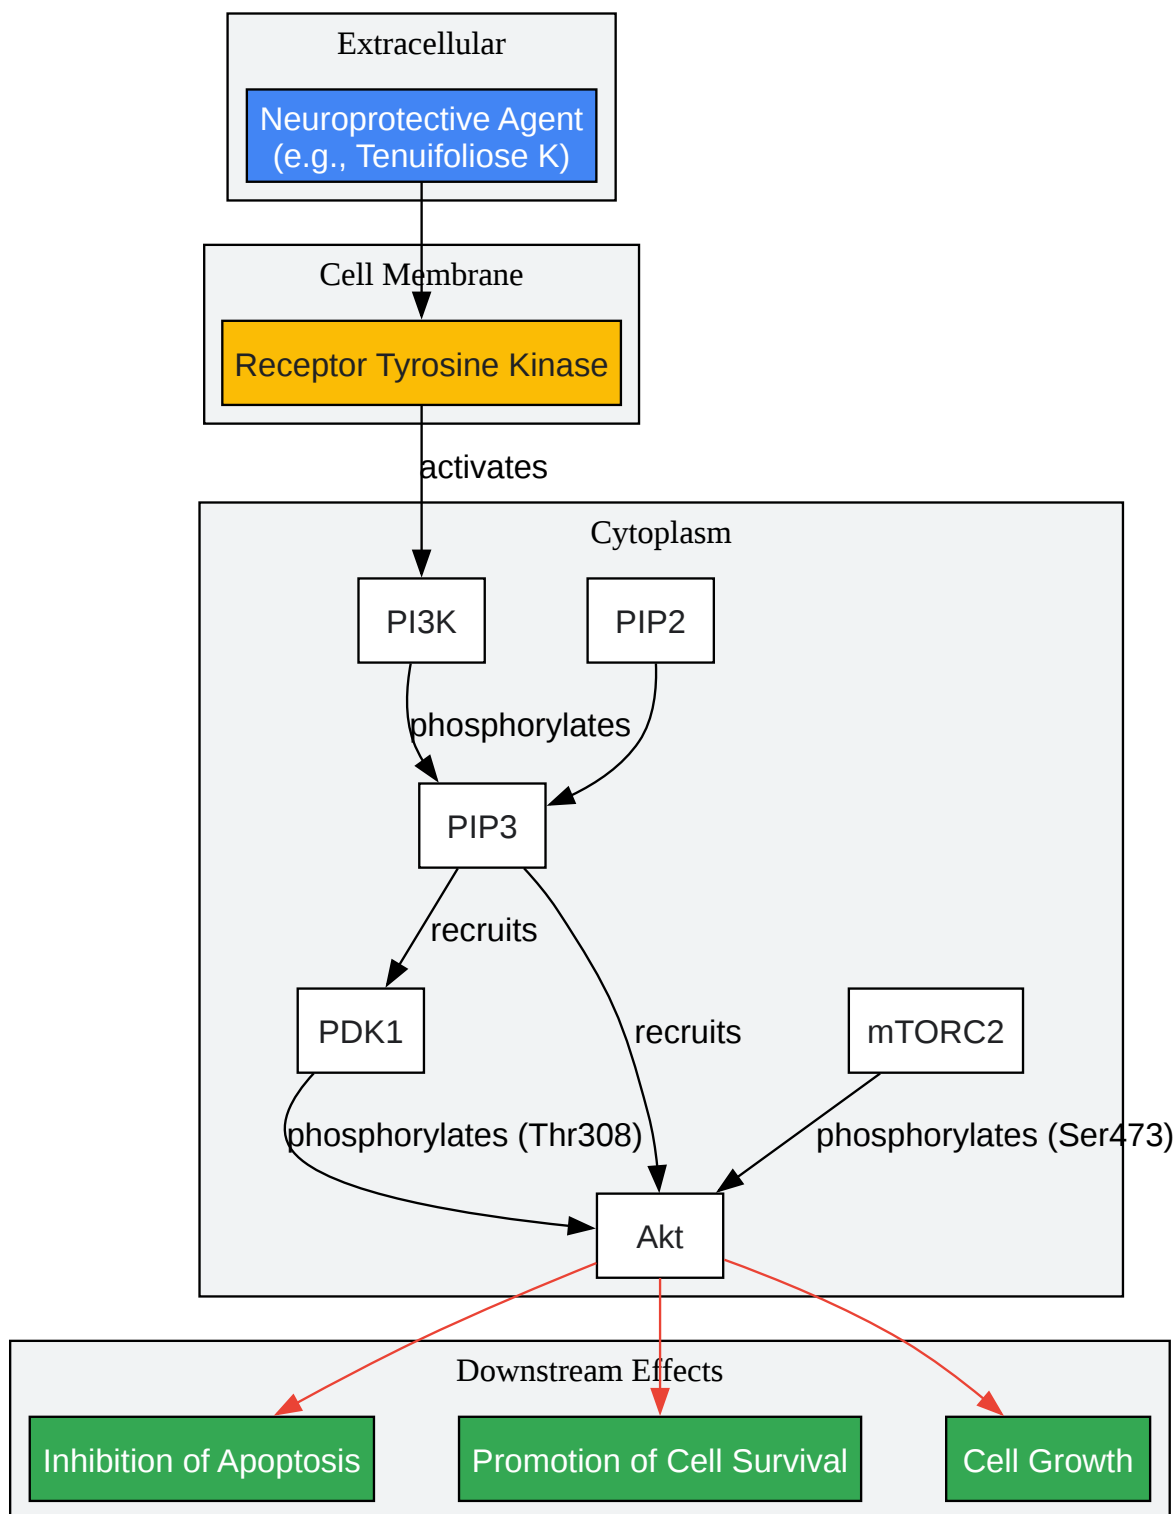 Extracellular
Neuroprotective Agent
(e.g., Tenuifoliose K)
Cell Membrane
Receptor Tyrosine Kinase
activates
Cytoplasm
PI3K
PIP2
phosphorylates
PIP3
recruits
PDK1
recruits
mTORC2
phosphorylates (Thr308)
phosphorylates (Ser473)
Akt
Downstream Effects
Inhibition of Apoptosis
Promotion of Cell Survival
Cell Growth